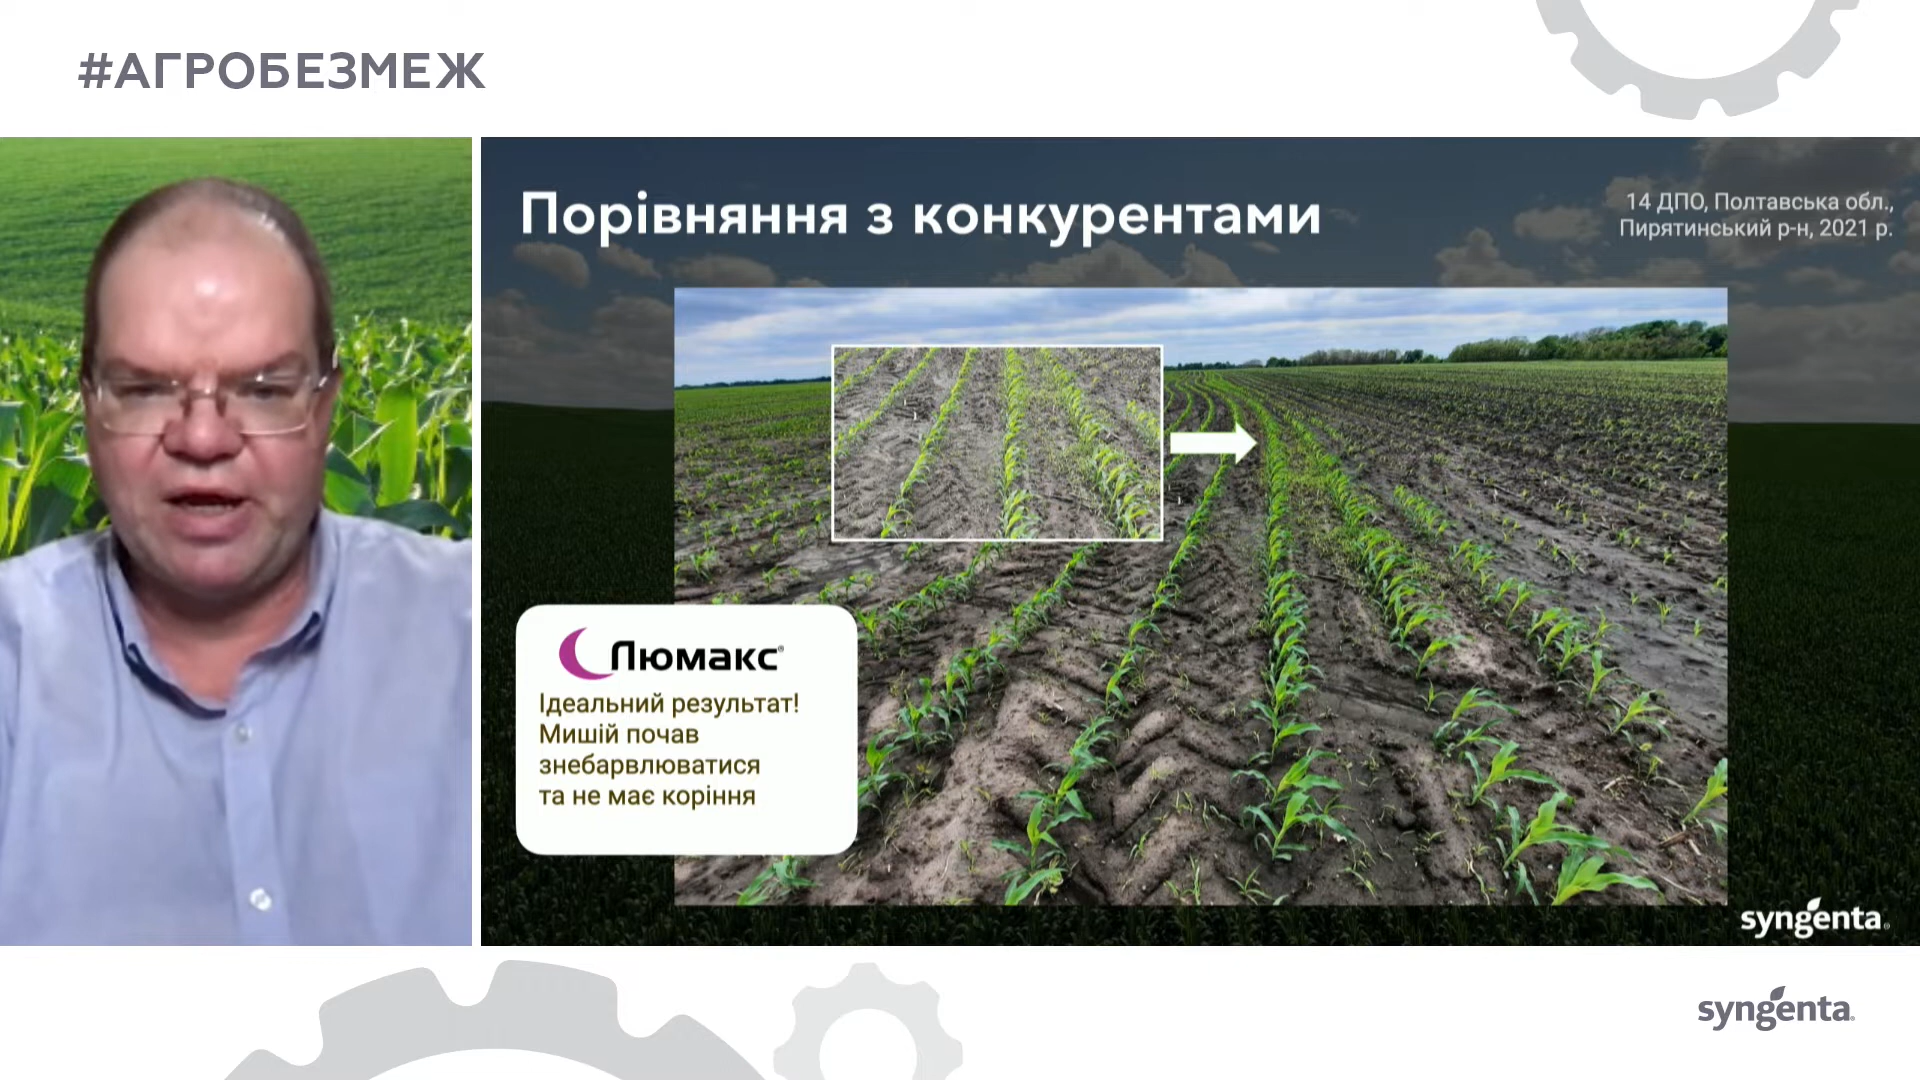 #АГРОБЕЗМЕЖ
Порівняння з конкурентами
14 ДПО, Полтавська обл.,
Пирятинський р-н, 2021 р.
Люмакс®
Ідеальний результат!
Мишій почав
знебарвлюватися
та не має коріння
syngenta®
syngenta®